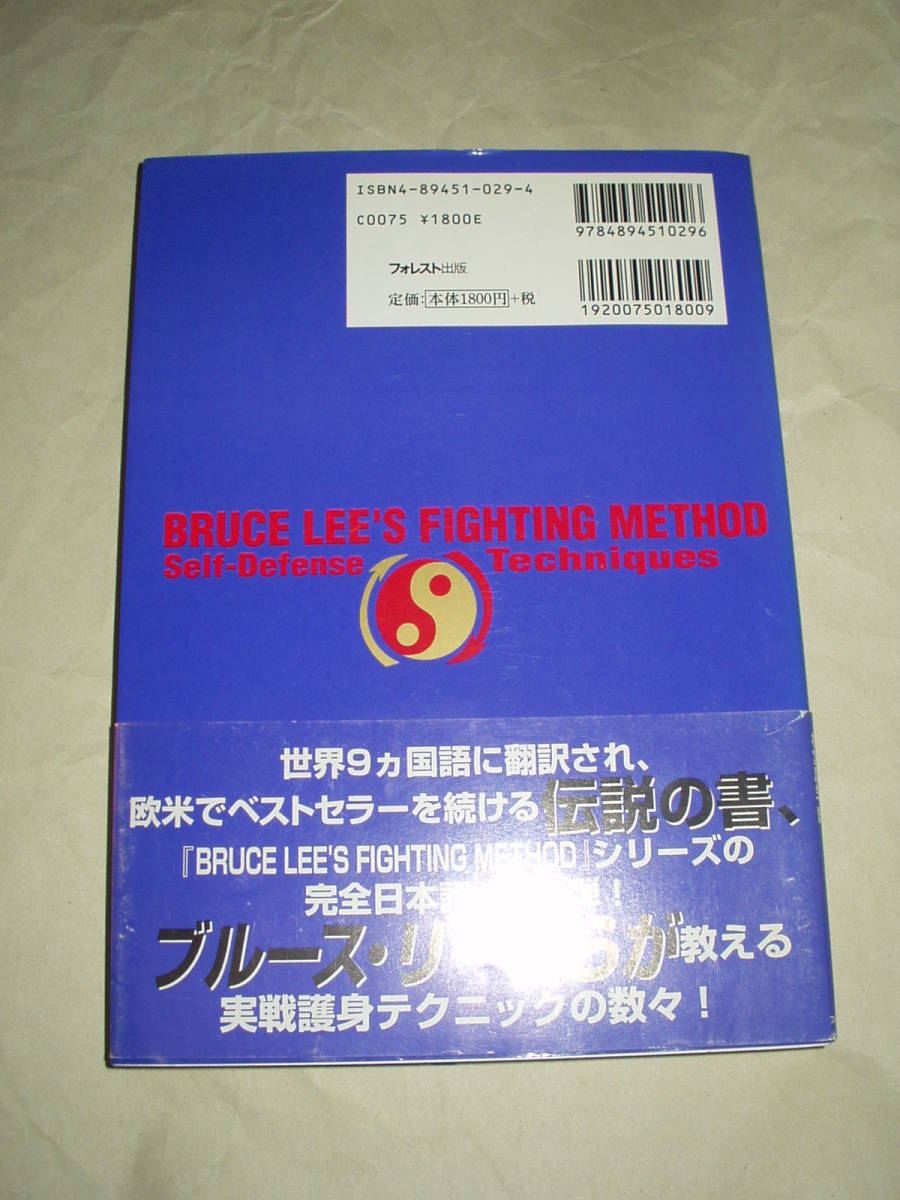 ISBN4-89451-029-4
C0075 ¥1800E
9784894510296
フォレスト出版
定価:本体1800円+税
1920075018009
BRUCE LEE'S FIGHTING METHOD
Self-Defense Techniques
世界9ヵ国語に翻訳され、
欧米でベストセラーを続ける伝説の書、
『BRUCE LEE'S FIGHTING METHOD』シリーズの
完全日本
ブルース・リ が教える
実戦護身テクニックの数々!